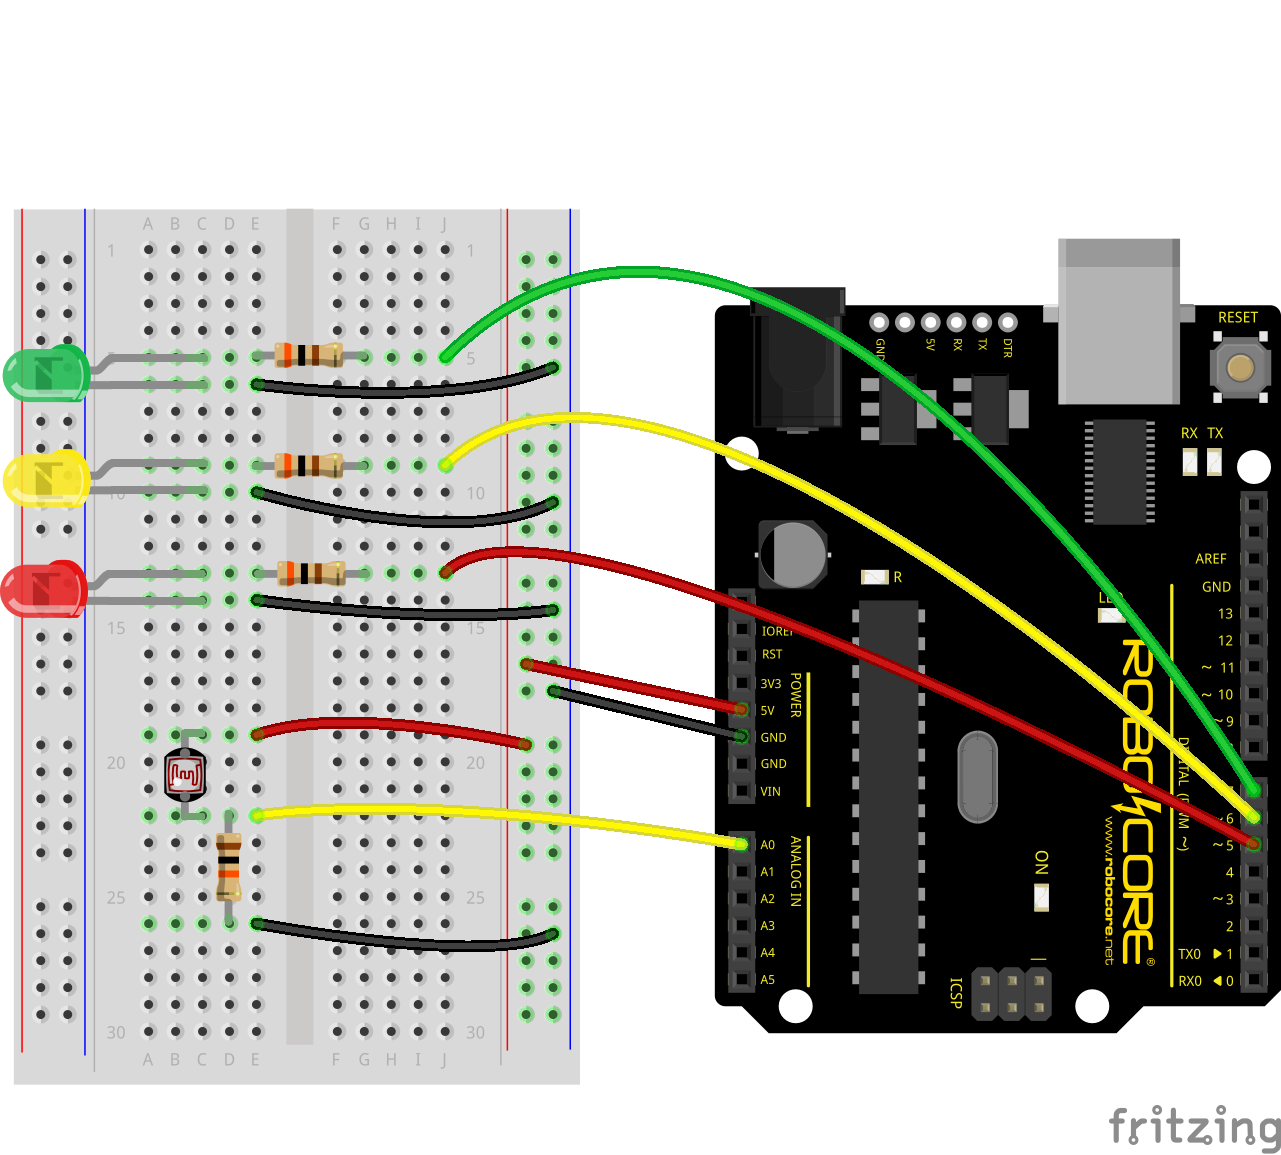 A B C D E F G H I J
1 1
5 5
10 10
15 15
20 20
25 25
30 30
A B C D E F G H I J
GND 5V RX TX DTR
RESET
RX TX
R
IOREF
RST
3V3
5V
GND
GND
VIN
POWER
A0
A1
A2
A3
A4
A5
ANALOG IN
AREF
GND
13
12
~ 11
~ 10
~ 9
~ 6
~ 5
4
~ 3
2
TX0 ▶ 1
RX0 ◀ 0
ROBOCORE
®
www.robocore.net
ON
ICSP
fritzing